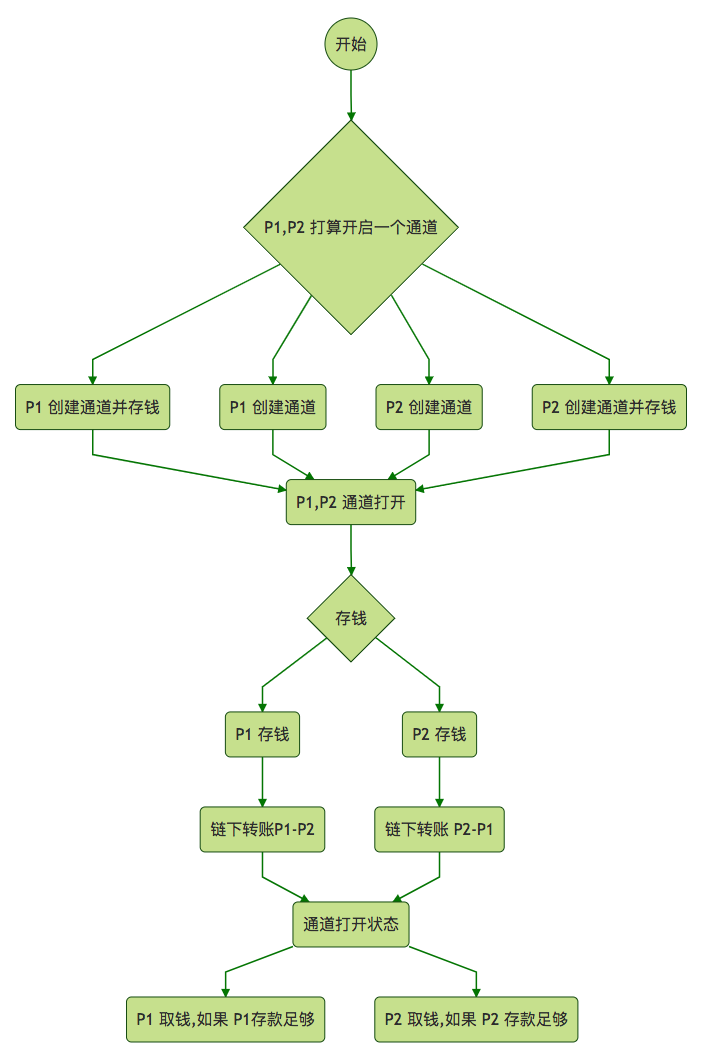 开始
P1,P2 打算开启一个通道
P1 创建通道并存钱
P1 创建通道
P2 创建通道
P2 创建通道并存钱
P1,P2 通道打开
存钱
P1 存钱
P2 存钱
链下转账P1-P2
链下转账 P2-P1
通道打开状态
P1 取钱,如果 P1存款足够
P2 取钱,如果 P2 存款足够